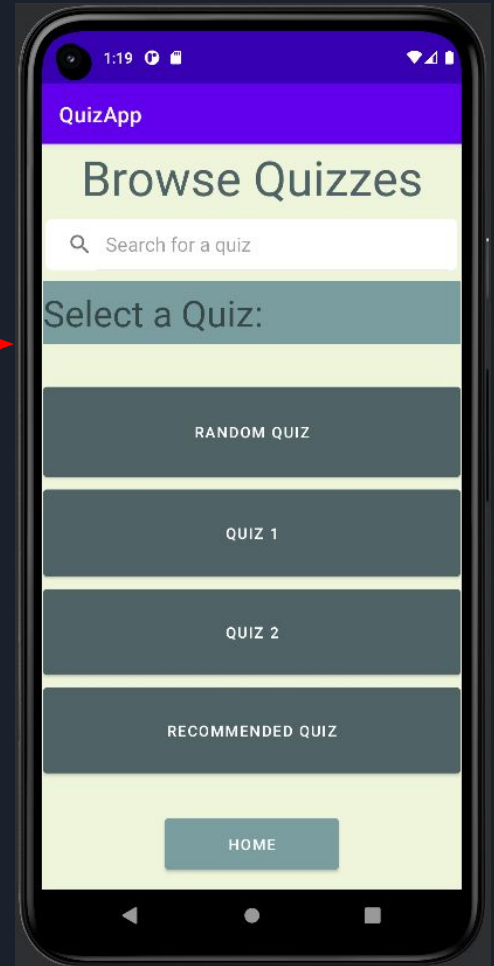 1:19
QuizApp
Browse Quizzes
Search for a quiz
Select a Quiz:
RANDOM QUIZ
QUIZ 1
QUIZ 2
RECOMMENDED QUIZ
HOME